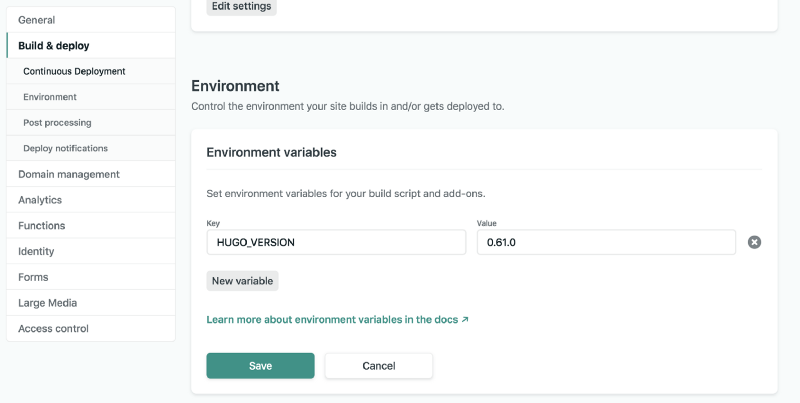 General
Build & deploy
Continuous Deployment
Environment
Post processing
Deploy notifications
Domain management
Analytics
Functions
Identity
Forms
Large Media
Access control
Edit settings
Environment
Control the environment your site builds in and/or gets deployed to.
Environment variables
Set environment variables for your build script and add-ons.
Key Value
HUGO_VERSION 0.61.0
New variable
Learn more about environment variables in the docs ↗
Save Cancel